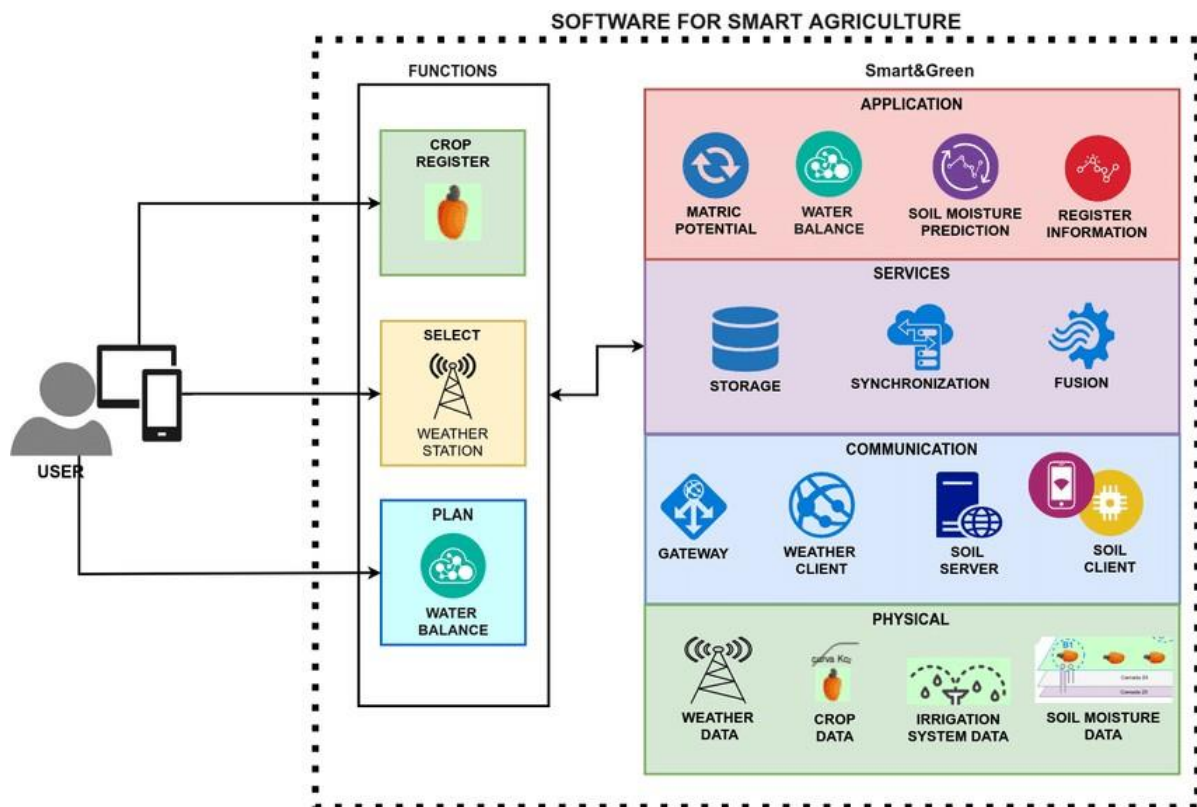 SOFTWARE FOR SMART AGRICULTURE
FUNCTIONS
CROP
REGISTER
SELECT
WEATHER
STATION
PLAN
WATER
BALANCE
USER
Smart&Green
APPLICATION
MATRIC
POTENTIAL
WATER
BALANCE
SOIL MOISTURE
PREDICTION
REGISTER
INFORMATION
SERVICES
STORAGE
SYNCHRONIZATION
FUSION
COMMUNICATION
GATEWAY
WEATHER
CLIENT
SOIL
SERVER
SOIL
CLIENT
PHYSICAL
WEATHER
DATA
curva
CROP
DATA
IRRIGATION
SYSTEM DATA
B1
SOIL MOISTURE
DATA